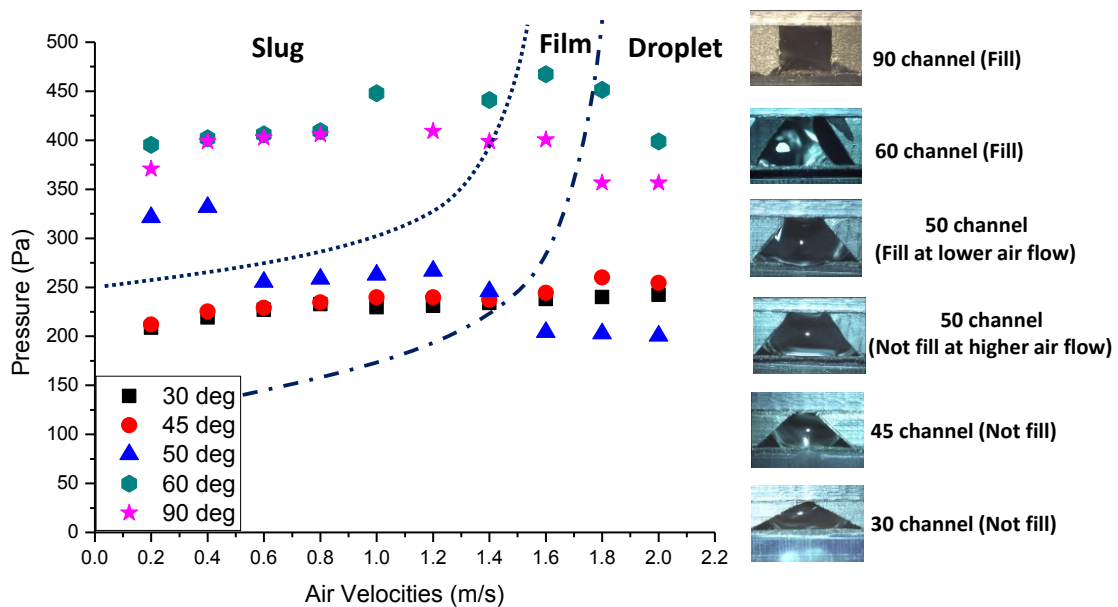 Slug
Film
Droplet
500
450
400
350
300
250
200
150
100
50
0
Pressure (Pa)
30 deg
45 deg
50 deg
60 deg
90 deg
0.0 0.2 0.4 0.6 0.8 1.0 1.2 1.4 1.6 1.8 2.0 2.2
Air Velocities (m/s)
90 channel (Fill)
60 channel (Fill)
50 channel
(Fill at lower air flow)
50 channel
(Not fill at higher air flow)
45 channel (Not fill)
30 channel (Not fill)